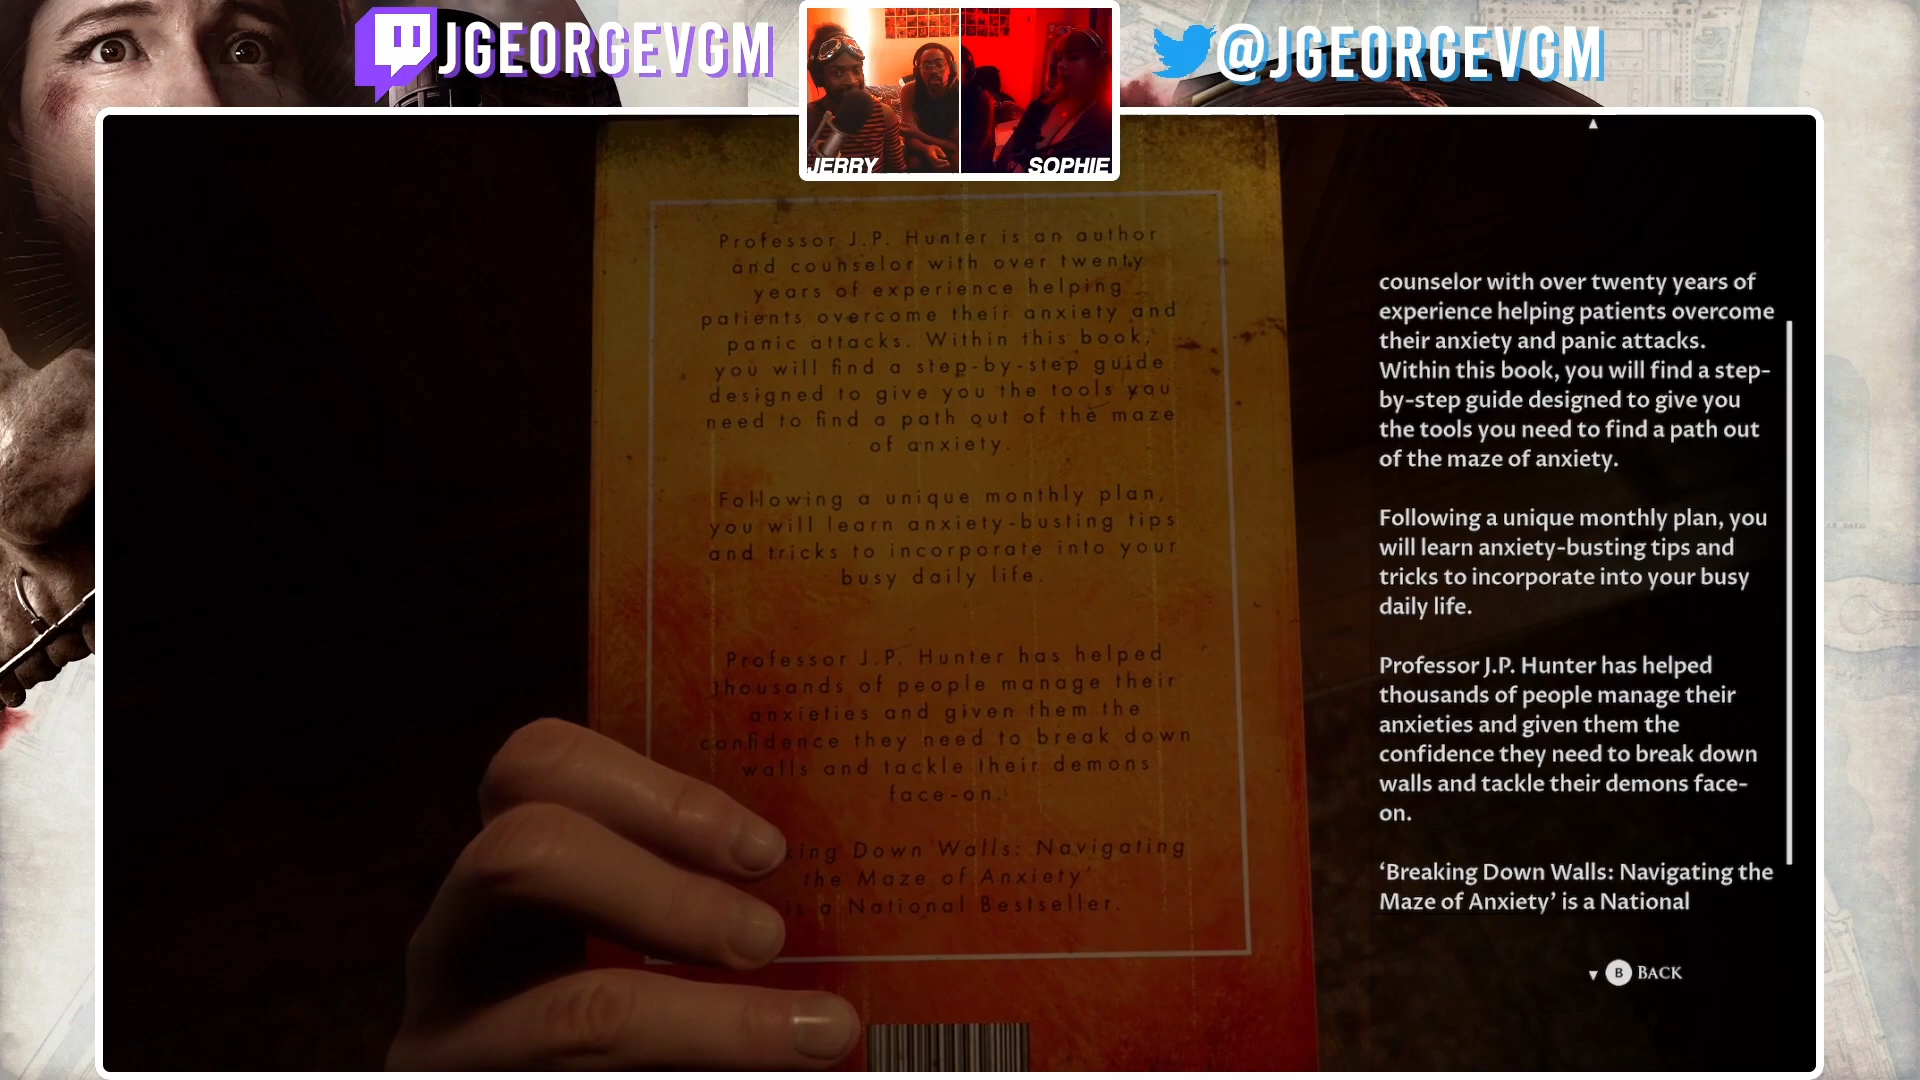 JGEORGEVGM
@JGEORGEVGM
JERRY
SOPHIE
Professor J.P. Hunter is an author
and counselor with over twenty
years of experience helping
patients overcome their anxiety and
panic attacks. Within this book,
you will find a step-by-step guide
designed to give you the tools you
need to find a path out of the maze
of anxiety.
Following a unique monthly plan,
you will learn anxiety-busting tips
and tricks to incorporate into your
busy daily life.
Professor J.P. Hunter has helped
thousands of people manage their
anxieties and given them the
confidence they need to break down
walls and tackle their demons
face-on.
king Down Walls: Navigating
the Maze of Anxiety'
is a National Bestseller.
counselor with over twenty years of
experience helping patients overcome
their anxiety and panic attacks.
Within this book, you will find a step-
by-step guide designed to give you
the tools you need to find a path out
of the maze of anxiety.
Following a unique monthly plan, you
will learn anxiety-busting tips and
tricks to incorporate into your busy
daily life.
Professor J.P. Hunter has helped
thousands of people manage their
anxieties and given them the
confidence they need to break down
walls and tackle their demons face-
on.
‘Breaking Down Walls: Navigating the
Maze of Anxiety’ is a National
B BACK